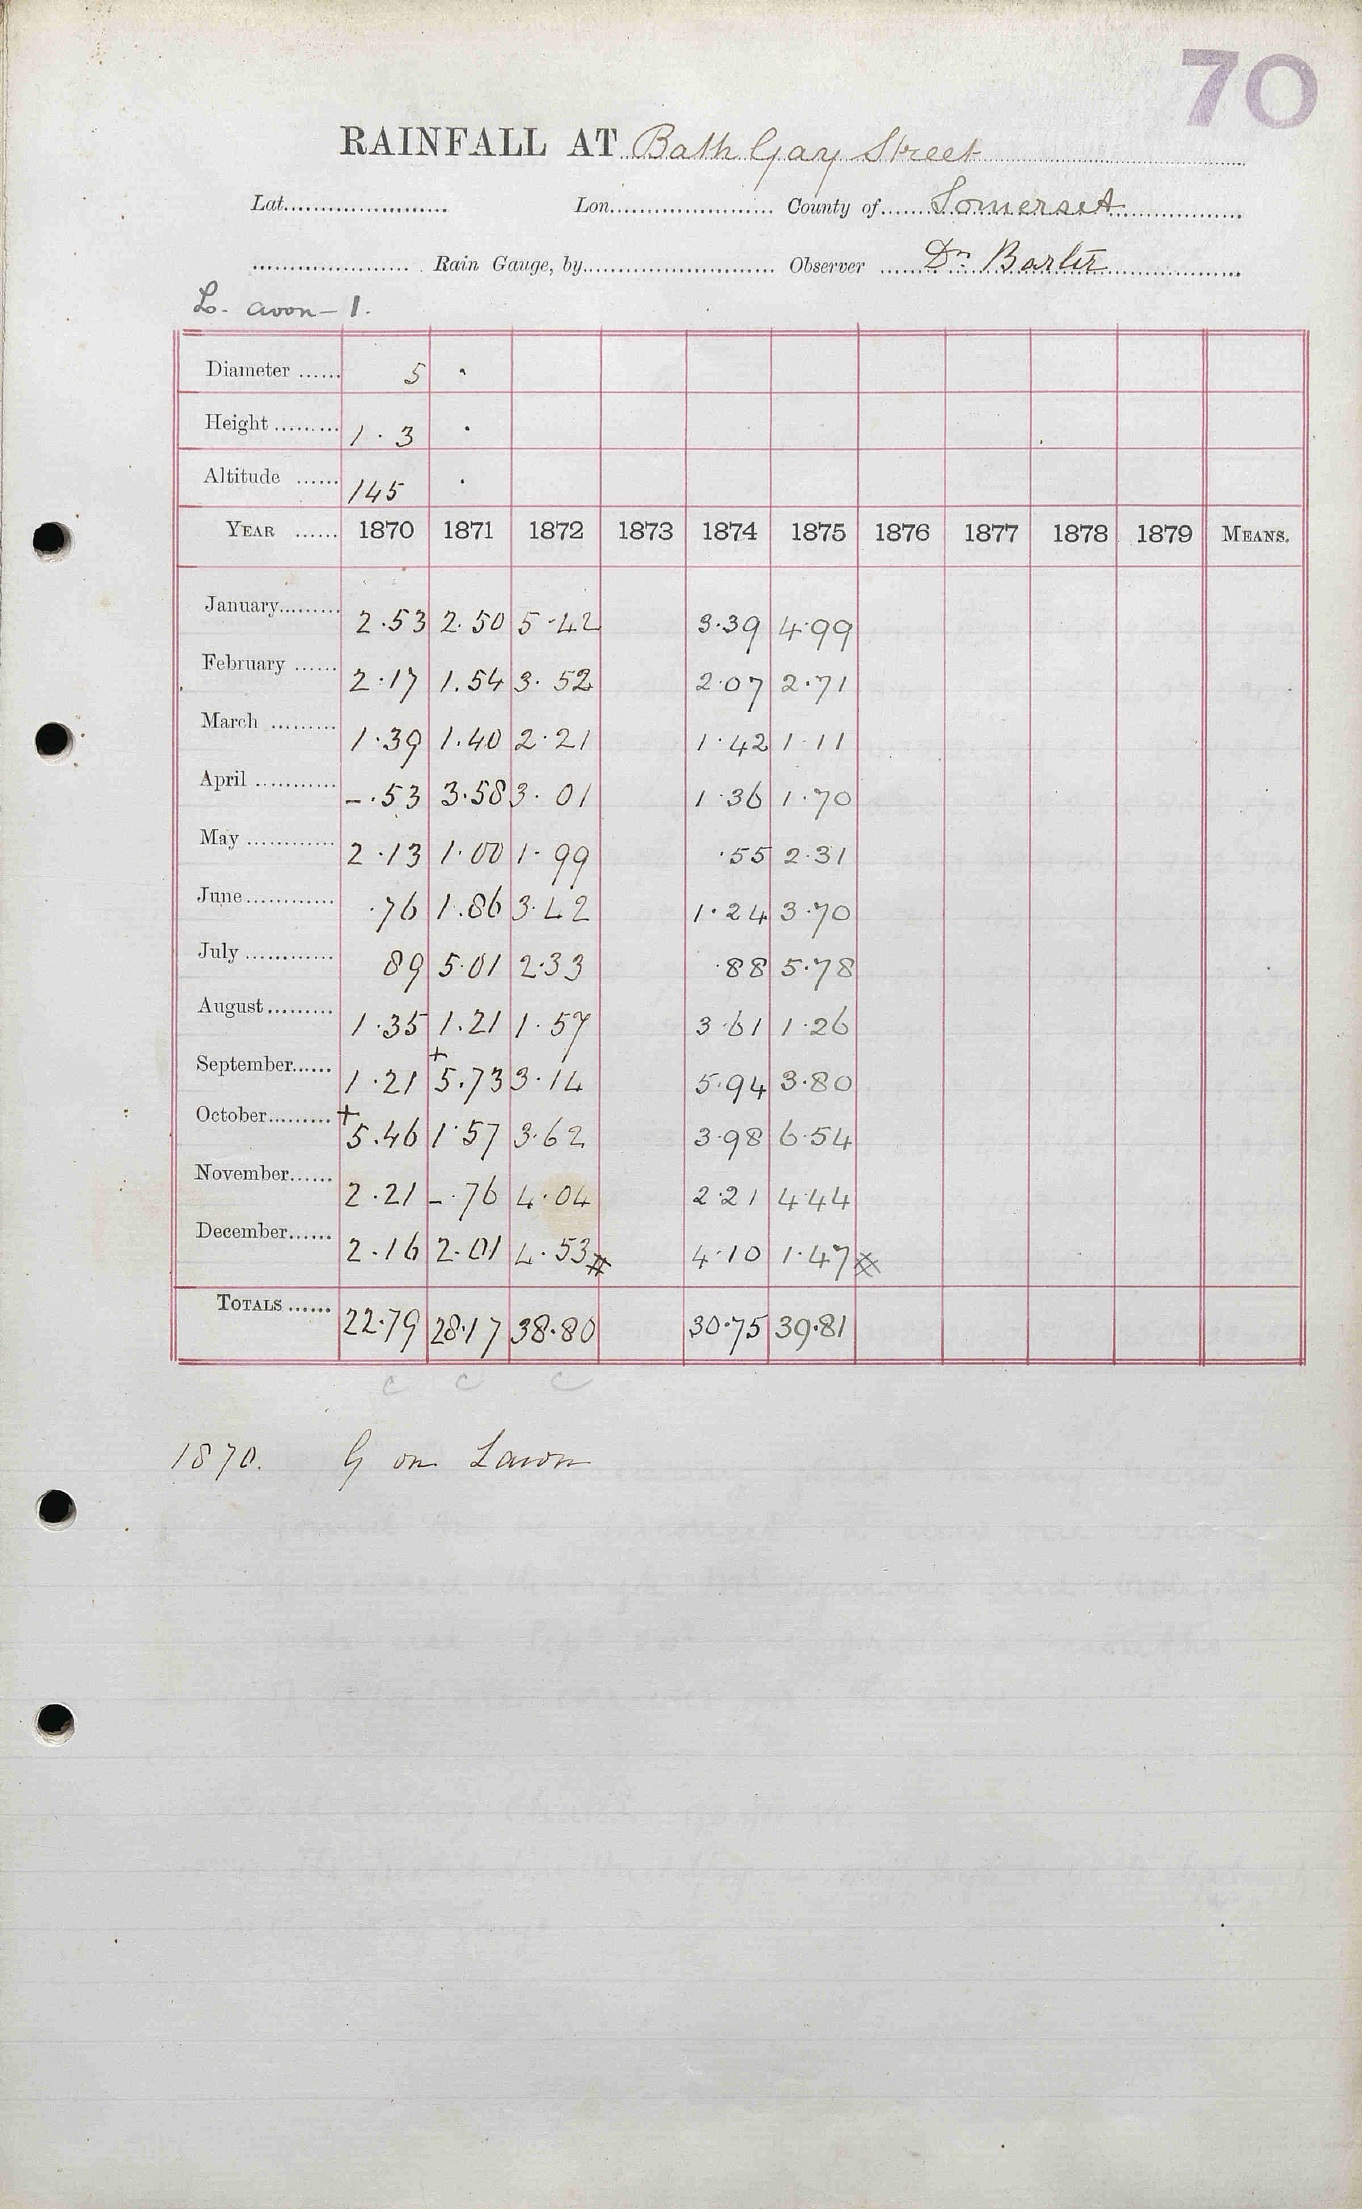 70
RAINFALL AT Bath Gay Street
Lat. Lon. County of Somerset
Rain Gauge, by Observer Dr Barter
L. avon - 1.
Diameter 5 .
Height 1.3 .
Altitude 145 .
YEAR 1870 1871 1872 1873 1874 1875 1876 1877 1878 1879 MEANS.
January 2.53 2.50 5.42 3.39 4.99
February 2.17 1.54 3.52 2.07 2.71
March 1.39 1.40 2.21 1.42 1.11
April -.53 3.58 3.01 1.36 1.70
May 2.13 1.00 1.99 .55 2.31
June .76 1.86 3.42 1.24 3.70
July 89 5.01 2.33 .88 5.78
August 1.35 1.21 1.57 3.61 1.26
September 1.21 +5.73 3.14 5.94 3.80
October +5.46 1.57 3.62 3.98 6.54
November 2.21 -.76 4.04 2.21 4.44
December 2.16 2.01 4.53# 4.10 1.47#
TOTALS 22.79 28.17 38.80 30.75 39.81
c c c
1870. G on Lawn